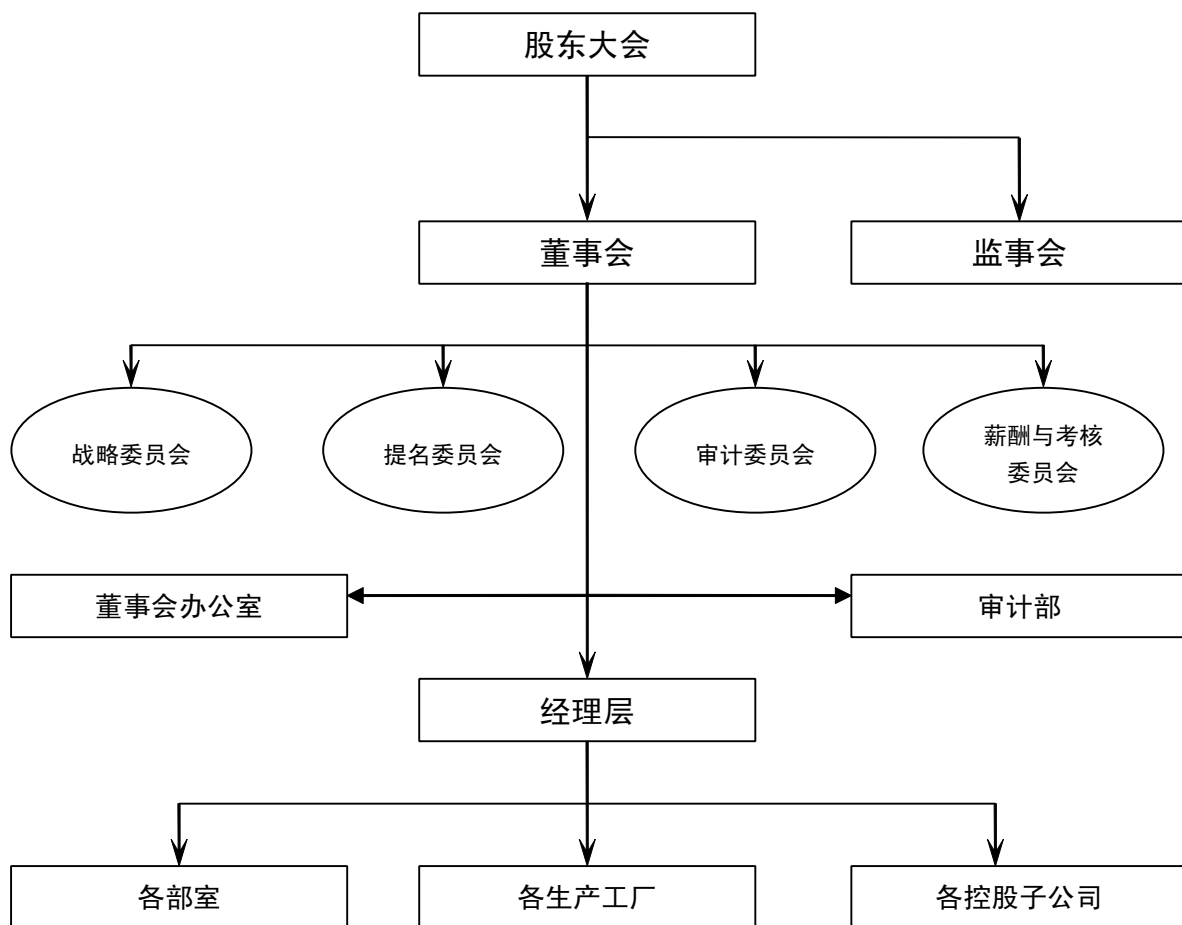 股东大会
董事会
监事会
战略委员会
提名委员会
审计委员会
薪酬与考核
委员会
董事会办公室
审计部
经理层
各部室
各生产工厂
各控股子公司